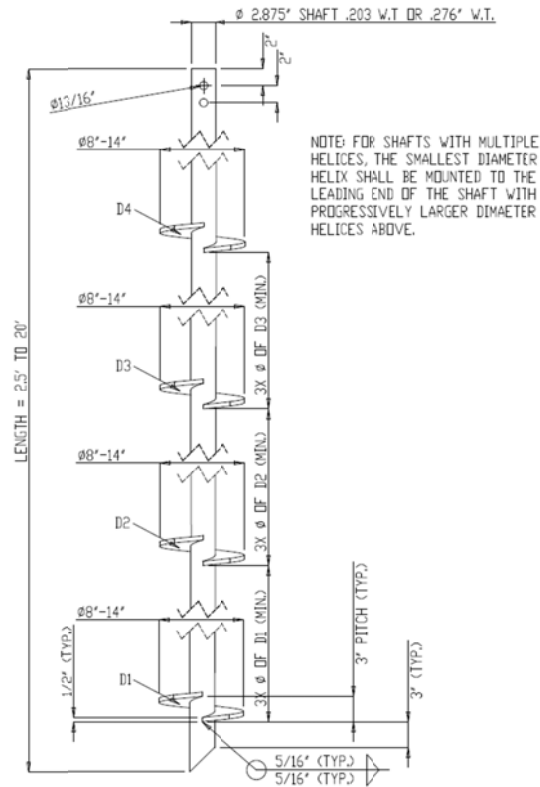 ø 2.875" SHAFT .203 W.T OR .276" W.T.
2"
2"
Ø13/16"
Ø8"-14"
NOTE: FOR SHAFTS WITH MULTIPLE
HELICES, THE SMALLEST DIAMETER
HELIX SHALL BE MOUNTED TO THE
LEADING END OF THE SHAFT WITH
PROGRESSIVELY LARGER DIMAETER
HELICES ABOVE.
D4
Ø8"-14"
3X ø OF D3 (MIN.)
D3
LENGTH = 2.5' TO 20'
Ø8"-14"
3X ø OF D2 (MIN.)
D2
Ø8"-14"
3X ø OF D1 (MIN.)
3" PITCH (TYP.)
3" (TYP.)
1/2" (TYP.)
D1
5/16" (TYP.)
5/16" (TYP.)